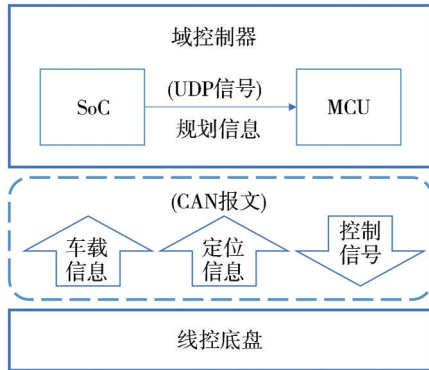 域控制器
SoC
(UDP信号)
规划信息
MCU
(CAN报文)
车载
信息
定位
信息
控制
信号
线控底盘